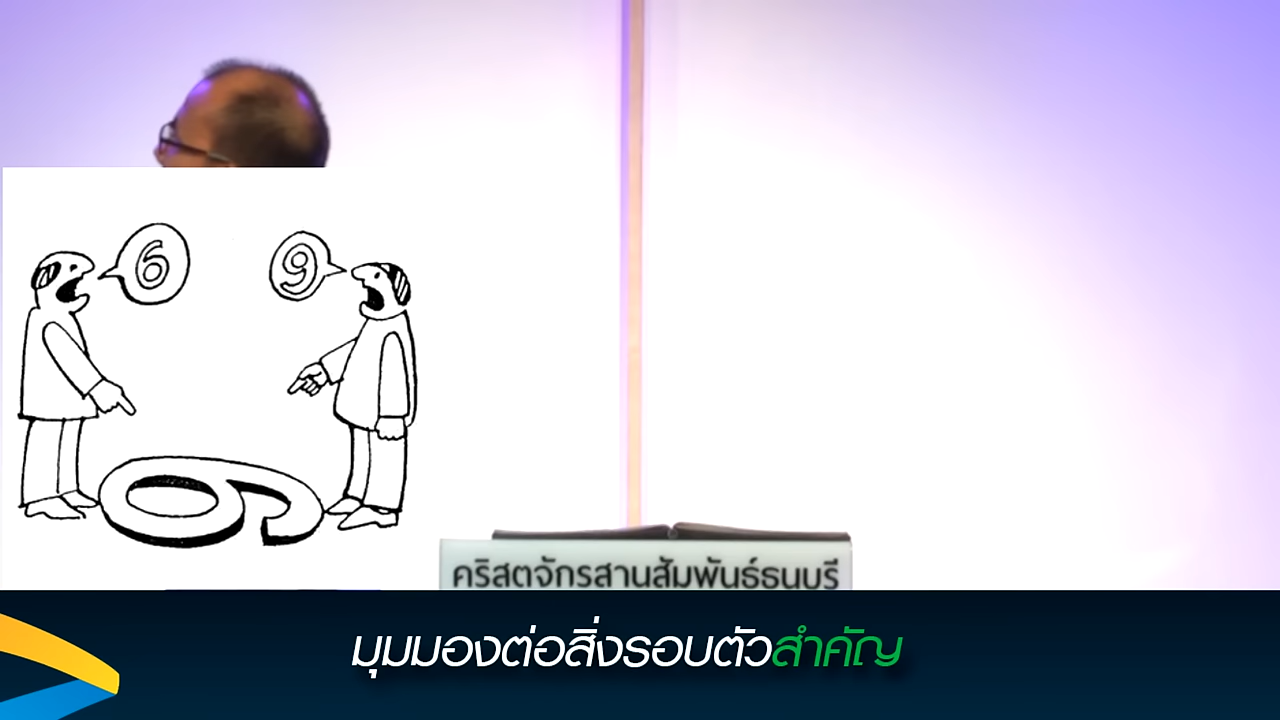 6
9
6
คริสตจักรสานสัมพันธ์ธนบุรี
มุมมองต่อสิ่งรอบตัวสำคัญ